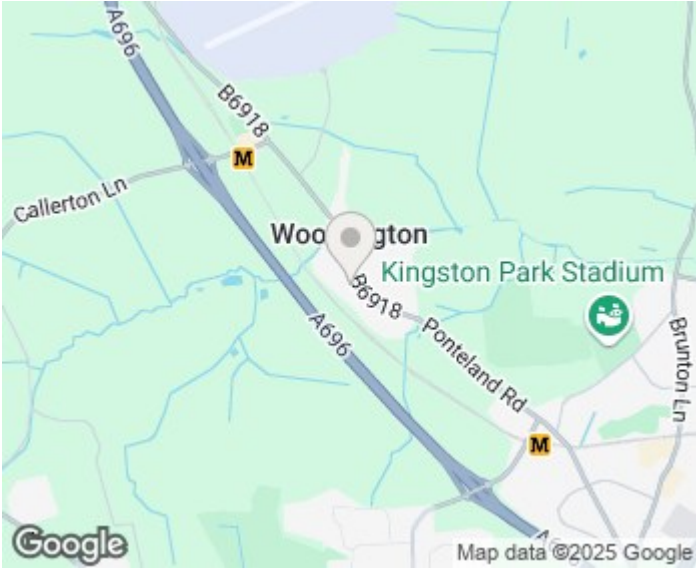 A696
B6918
M
Callerton Ln
Kingston Park Stadium
B6918
A696
Ponteland Rd
Brunton Ln
M
Google
Map data ©2025 Google